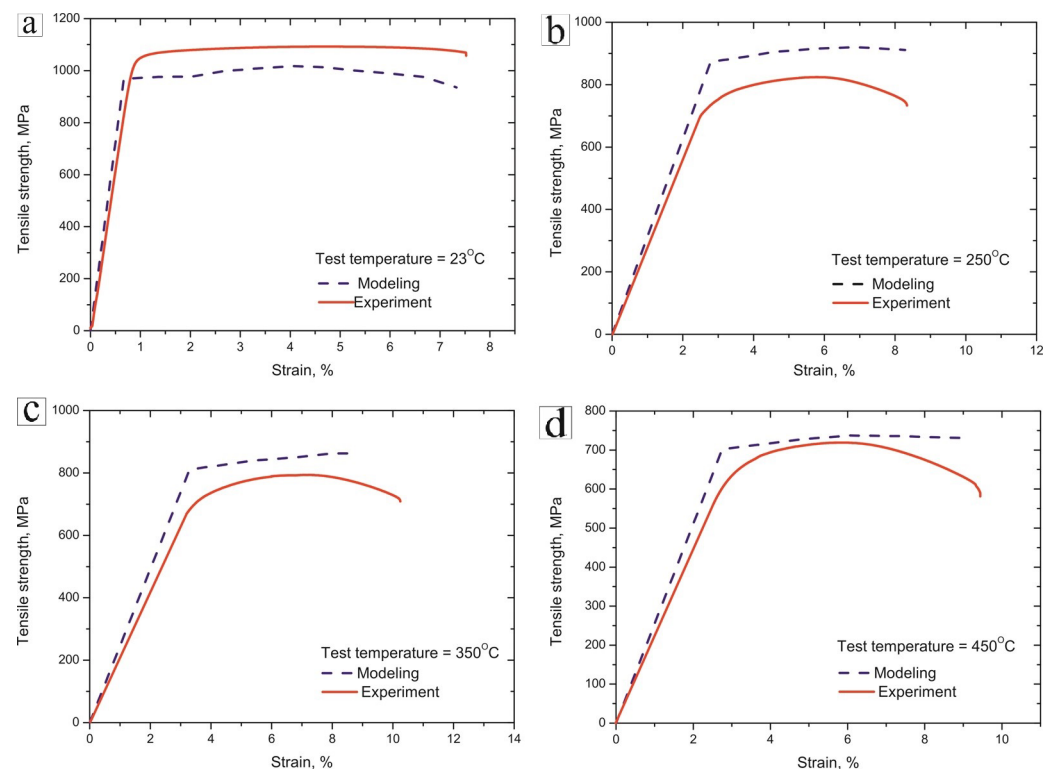 a
1200
1000
800
600
400
200
0
0 1 2 3 4 5 6 7 8
Tensile strength, MPa
Strain, %
Test temperature = 23°C
Modeling
Experiment
b
1000
800
600
400
200
0
0 2 4 6 8 10 12
Tensile strength, MPa
Strain, %
Test temperature = 250°C
Modeling
Experiment
c
1000
800
600
400
200
0
0 2 4 6 8 10 12 14
Tensile strength, MPa
Strain, %
Test temperature = 350°C
Modeling
Experiment
d
800
700
600
500
400
300
200
100
0
0 2 4 6 8 10
Tensile strength, MPa
Strain, %
Test temperature = 450°C
Modeling
Experiment